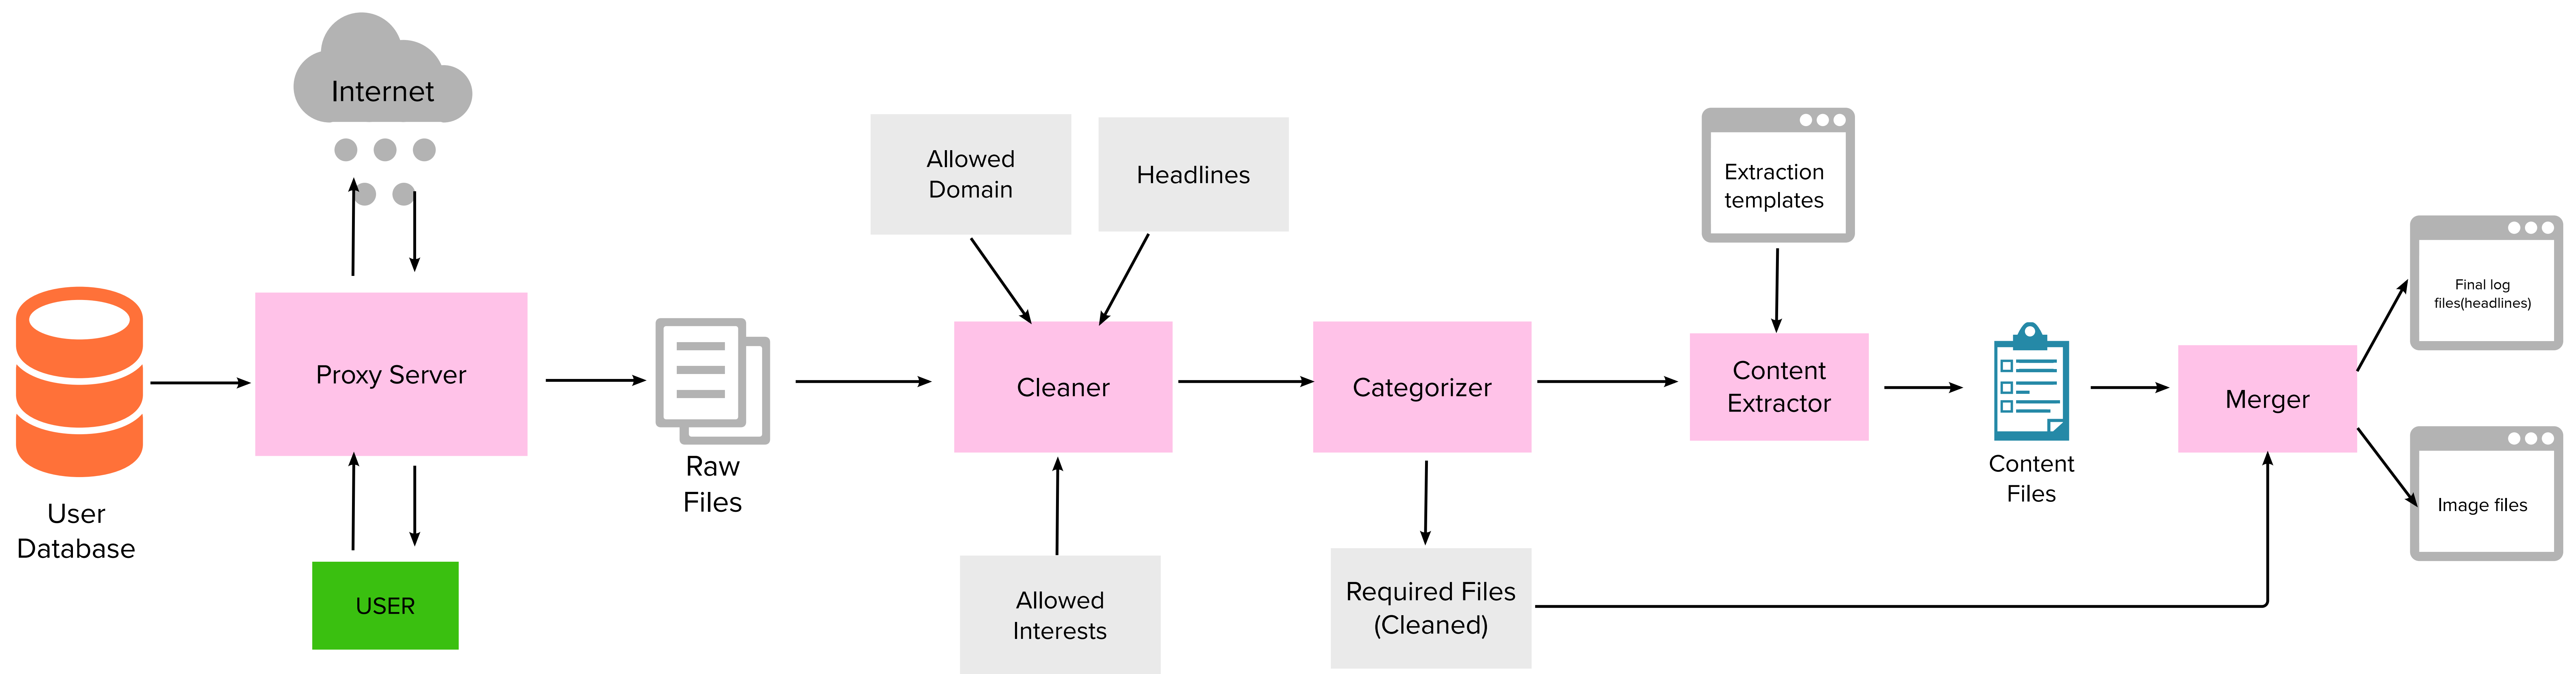 Internet
Allowed
Domain
Headlines
Extraction
templates
Final log
files(headlines)
Proxy Server
Cleaner
Categorizer
Content
Extractor
Merger
User
Database
Raw
Files
Content
Files
Image files
USER
Allowed
Interests
Required Files
(Cleaned)